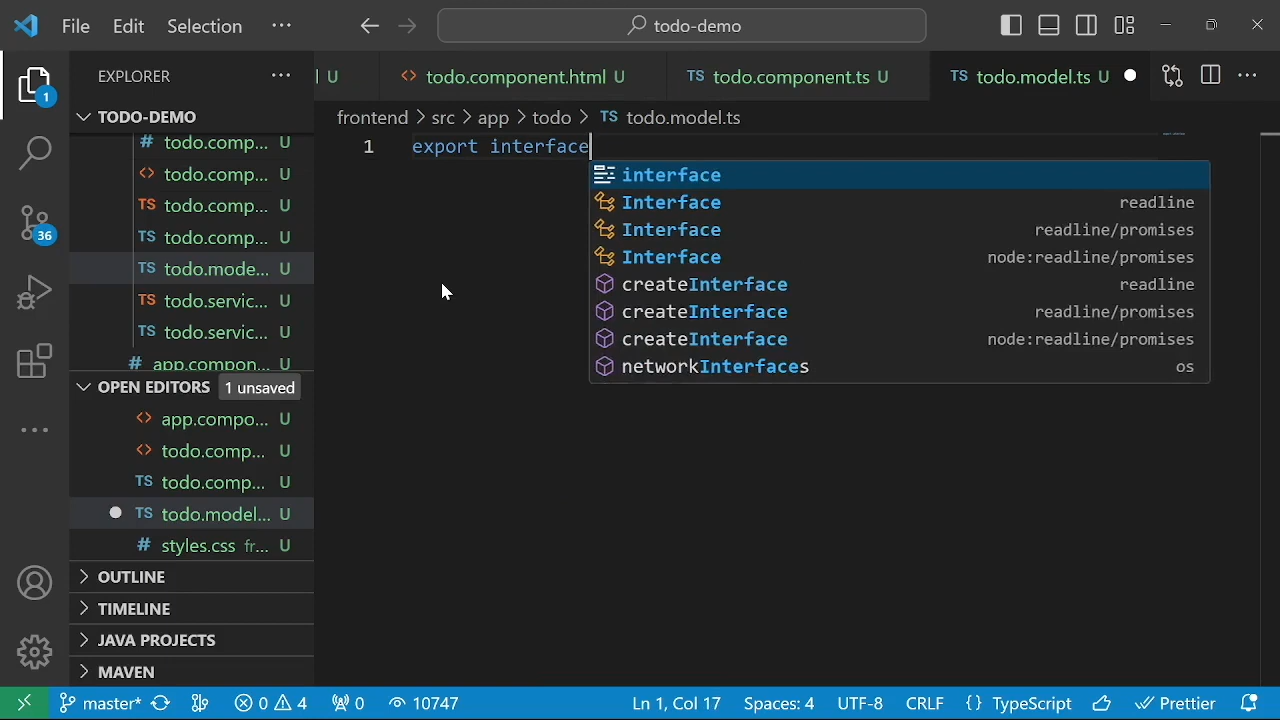 File Edit Selection ··· todo-demo
EXPLORER ···
TODO-DEMO
# todo.comp... U
<> todo.comp... U
TS todo.comp... U
TS todo.comp... U
TS todo.mode... U
TS todo.servic... U
TS todo.servic... U
# app.compon... U
OPEN EDITORS 1 unsaved
<> app.compo... U
<> todo.comp... U
TS todo.comp... U
TS todo.model... U
# styles.css fr... U
OUTLINE
TIMELINE
JAVA PROJECTS
MAVEN
1
36
U <> todo.component.html U TS todo.component.ts U TS todo.model.ts U ···
frontend > src > app > todo > TS todo.model.ts
1 export interface
interface
Interface readline
Interface readline/promises
Interface node:readline/promises
createInterface readline
createInterface readline/promises
createInterface node:readline/promises
networkInterfaces os
master* 0 4 0 10747 Ln 1, Col 17 Spaces: 4 UTF-8 CRLF {} TypeScript Prettier